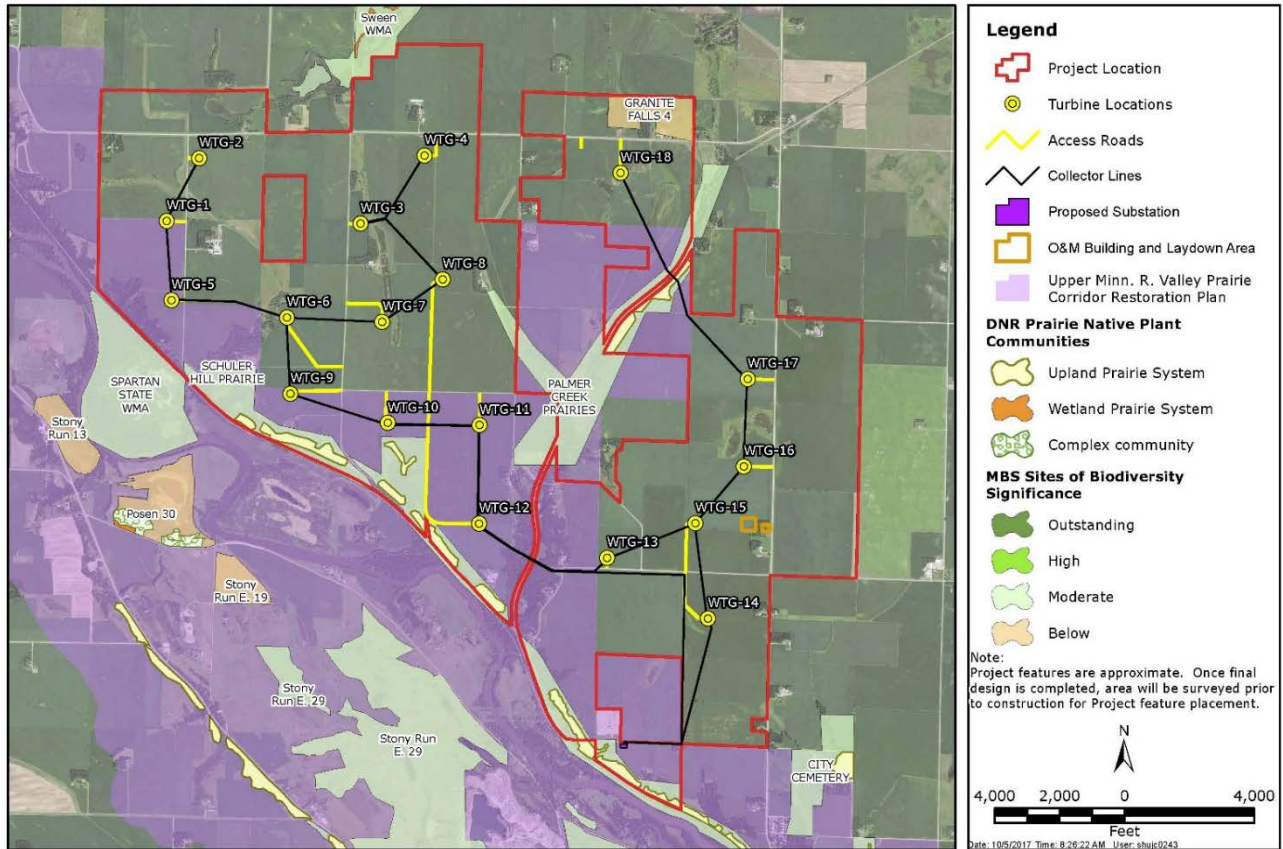 Sween
WMA
GRANITE
FALLS 4
WTG-2
WTG-4
WTG-18
WTG-1
WTG-3
WTG-8
WTG-5
WTG-6
WTG-7
SCHULER
HILL PRAIRIE
SPARTAN
STATE
WMA
WTG-9
PALMER
CREEK
PRAIRIES
WTG-17
Stony
Run 13
WTG-10
WTG-11
WTG-16
Posen 30
WTG-12
WTG-15
WTG-13
Stony
Run E. 19
WTG-14
Stony
Run E. 29
Stony Run
E. 29
CITY
CEMETERY
Legend
Project Location
Turbine Locations
Access Roads
Collector Lines
Proposed Substation
O&M Building and Laydown Area
Upper Minn. R. Valley Prairie
Corridor Restoration Plan
DNR Prairie Native Plant
Communities
Upland Prairie System
Wetland Prairie System
Complex community
MBS Sites of Biodiversity
Significance
Outstanding
High
Moderate
Below
Note:
Project features are approximate. Once final
design is completed, area will be surveyed prior
to construction for Project feature placement.
N
4,000 2,000 0 4,000
Feet
Date: 10/5/2017 Time: 8:26:22 AM User: shujc0243